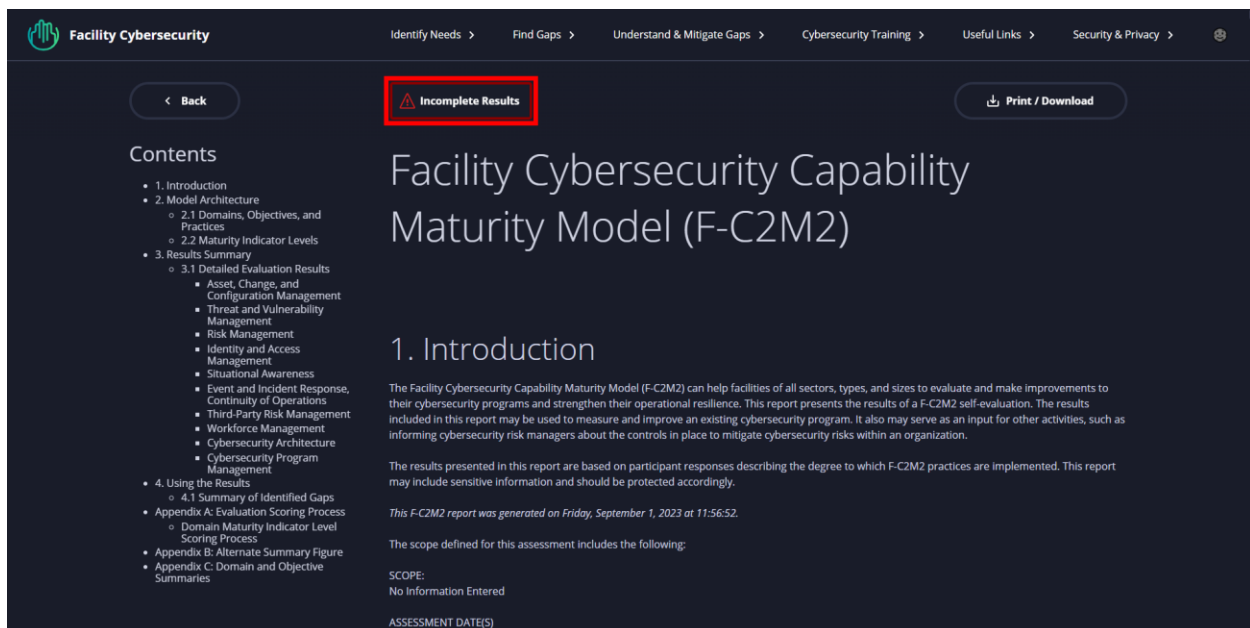 Facility Cybersecurity
Identify Needs >
Find Gaps >
Understand & Mitigate Gaps >
Cybersecurity Training >
Useful Links >
Security & Privacy >
< Back
Incomplete Results
Print / Download
Contents
• 1. Introduction
• 2. Model Architecture
○ 2.1 Domains, Objectives, and
Practices
○ 2.2 Maturity Indicator Levels
• 3. Results Summary
○ 3.1 Detailed Evaluation Results
▪ Asset, Change, and
Configuration Management
▪ Threat and Vulnerability
Management
▪ Risk Management
▪ Identity and Access
Management
▪ Situational Awareness
▪ Event and Incident Response,
Continuity of Operations
▪ Third-Party Risk Management
▪ Workforce Management
▪ Cybersecurity Architecture
▪ Cybersecurity Program
Management
• 4. Using the Results
○ 4.1 Summary of Identified Gaps
• Appendix A: Evaluation Scoring Process
○ Domain Maturity Indicator Level
Scoring Process
• Appendix B: Alternate Summary Figure
• Appendix C: Domain and Objective
Summaries
Facility Cybersecurity Capability
Maturity Model (F-C2M2)
1. Introduction
The Facility Cybersecurity Capability Maturity Model (F-C2M2) can help facilities of all sectors, types, and sizes to evaluate and make improvements to
their cybersecurity programs and strengthen their operational resilience. This report presents the results of a F-C2M2 self-evaluation. The results
included in this report may be used to measure and improve an existing cybersecurity program. It also may serve as an input for other activities, such as
informing cybersecurity risk managers about the controls in place to mitigate cybersecurity risks within an organization.
The results presented in this report are based on participant responses describing the degree to which F-C2M2 practices are implemented. This report
may include sensitive information and should be protected accordingly.
This F-C2M2 report was generated on Friday, September 1, 2023 at 11:56:52.
The scope defined for this assessment includes the following:
SCOPE:
No Information Entered
ASSESSMENT DATE(S)